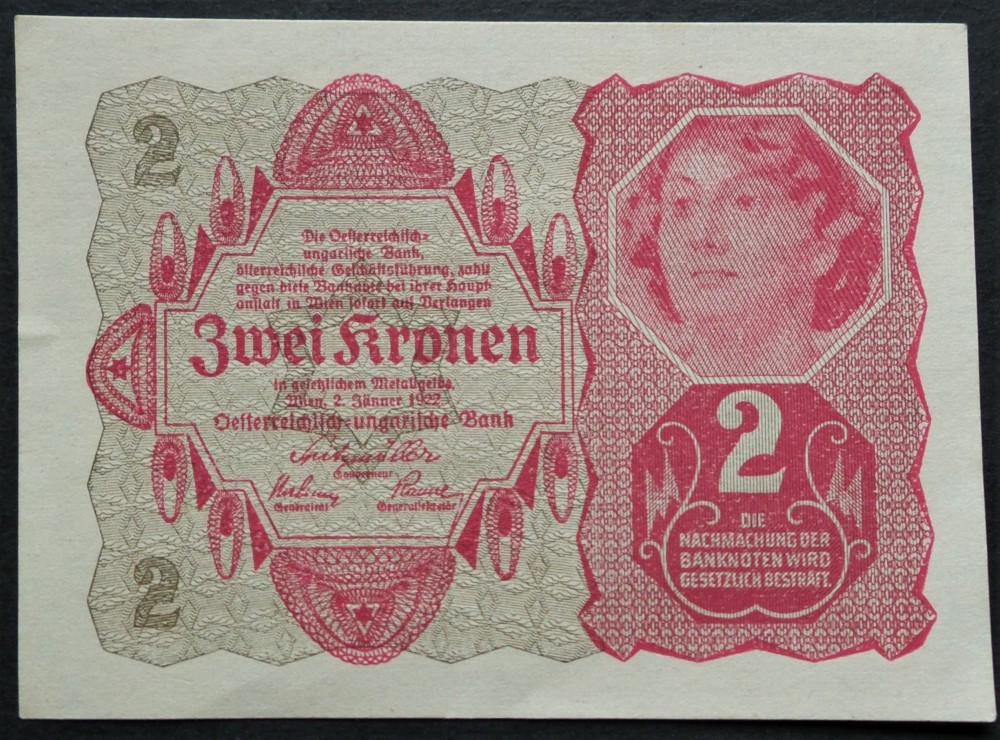 2
Die Oesterreichisch-
ungarische Bank,
österreichische Geschäftsführung, zahlt
gegen diese Banknote bei ihrer Haupt-
anstalt in Wien sofort auf Verlangen
Zwei Kronen
in gesetzlichem Metallgelde.
Wien, 2. Jänner 1922
Oesterreichisch-ungarische Bank
Gouverneur
Generalrat
Generalsekretär
2
2
DIE
NACHMACHUNG DER
BANKNOTEN WIRD
GESETZLICH BESTRAFT.